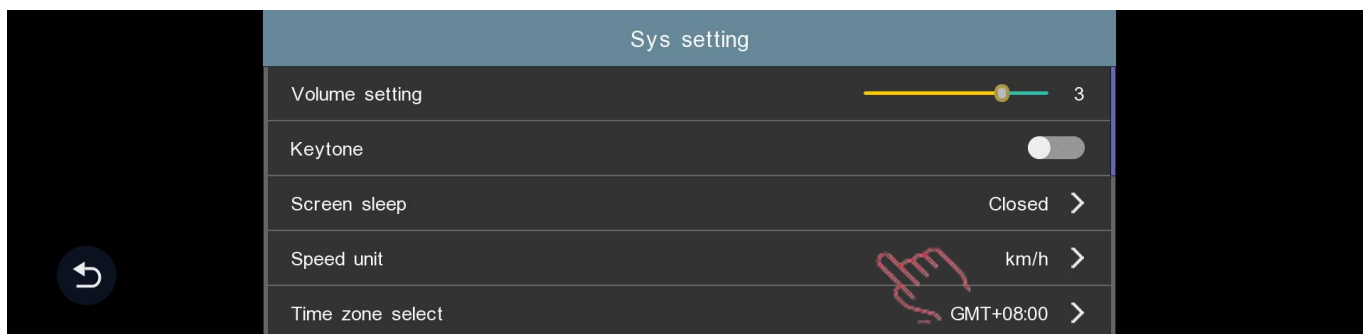 Sys setting
Volume setting 3
Keytone
Screen sleep Closed
Speed unit km/h
Time zone select GMT+08:00